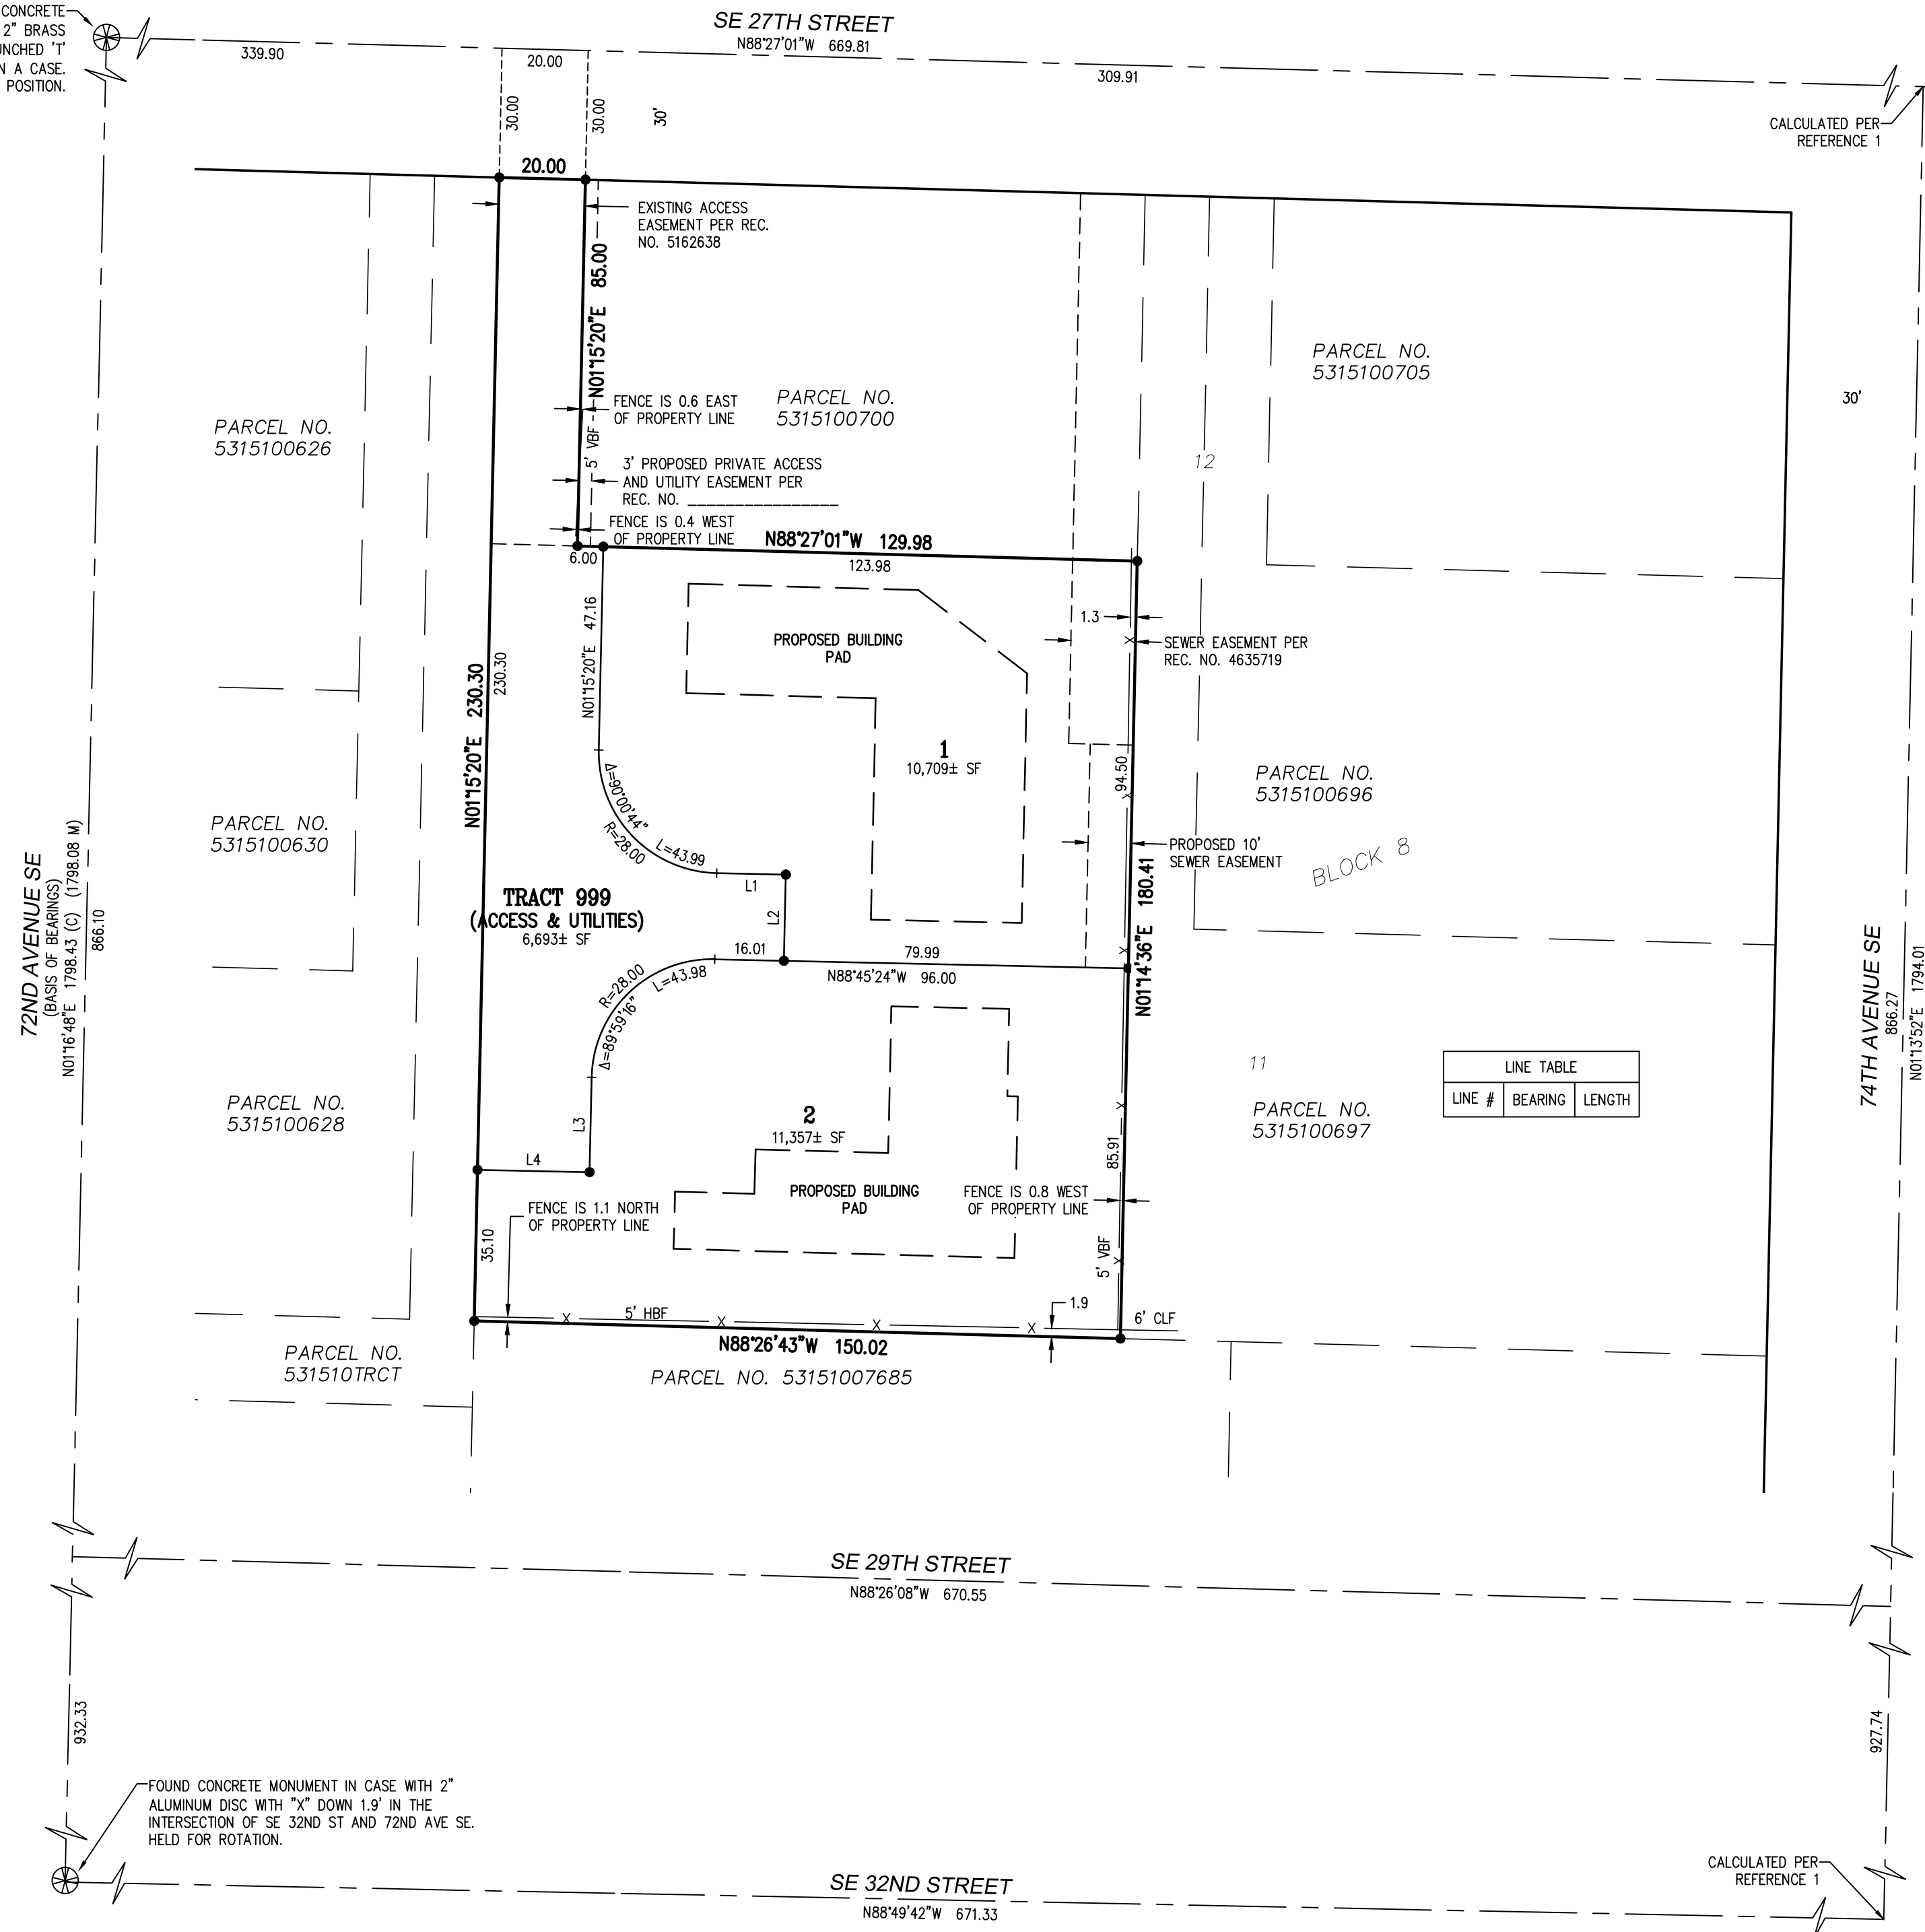 CONCRETE
2" BRASS
UNCHED 'T'
N A CASE.
POSITION.
SE 27TH STREET
N88°27'01"W 669.81
339.90
20.00
309.91
30.00
30.00
30'
CALCULATED PER
REFERENCE 1
20.00
EXISTING ACCESS
EASEMENT PER REC.
NO. 5162638
N01°15'20"E 85.00
PARCEL NO.
5315100705
30'
FENCE IS 0.6 EAST
OF PROPERTY LINE
PARCEL NO.
5315100700
PARCEL NO.
5315100626
5' VBF
12
3' PROPOSED PRIVATE ACCESS
AND UTILITY EASEMENT PER
REC. NO. ________________
FENCE IS 0.4 WEST
OF PROPERTY LINE
N88°27'01"W 129.98
6.00
123.98
N01°15'20"E 47.16
1.3
PROPOSED BUILDING
PAD
SEWER EASEMENT PER
REC. NO. 4635719
N01°15'20"E 230.30
230.30
1
10,709± SF
94.50
PARCEL NO.
5315100696
Δ=90°00'44"
R=28.00
L=43.99
PARCEL NO.
5315100630
PROPOSED 10'
SEWER EASEMENT
BLOCK 8
L1
L2
TRACT 999
(ACCESS & UTILITIES)
6,693± SF
72ND AVENUE SE
(BASIS OF BEARINGS)
N01°16'48"E 1798.43 (C) (1798.08 M)
866.10
16.01
79.99
N88°45'24"W 96.00
N01°14'36"E 180.41
R=28.00
L=43.98
Δ=89°59'16"
74TH AVENUE SE
866.27
N01°13'52"E 1794.01
11
LINE TABLE
LINE # BEARING LENGTH
PARCEL NO.
5315100628
L3
2
11,357± SF
PARCEL NO.
5315100697
85.91
L4
PROPOSED BUILDING
PAD
FENCE IS 0.8 WEST
OF PROPERTY LINE
FENCE IS 1.1 NORTH
OF PROPERTY LINE
35.10
5' VBF
1.9
5' HBF
6' CLF
N88°26'43"W 150.02
PARCEL NO.
531510TRCT
PARCEL NO. 53151007685
SE 29TH STREET
N88°26'08"W 670.55
932.33
927.74
FOUND CONCRETE MONUMENT IN CASE WITH 2"
ALUMINUM DISC WITH "X" DOWN 1.9' IN THE
INTERSECTION OF SE 32ND ST AND 72ND AVE SE.
HELD FOR ROTATION.
CALCULATED PER
REFERENCE 1
SE 32ND STREET
N88°49'42"W 671.33